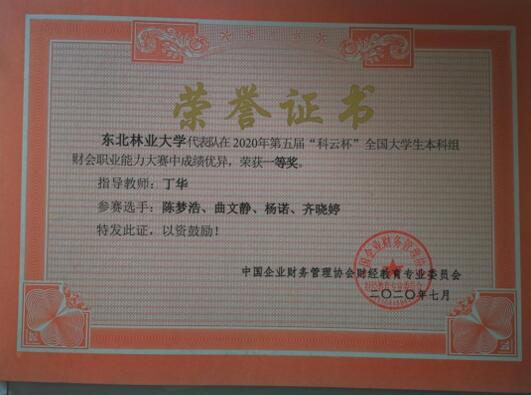 荣誉证书
东北林业大学代表队在2020年第五届“科云杯”全国大学生本科组
财会职业能力大赛中成绩优异，荣获一等奖。
指导教师：丁华
参赛选手：陈梦浩、曲文静、杨诺、齐晓婷
特发此证，以资鼓励！
中国企业财务管理协会财经教育专业委员会
二〇二〇年七月